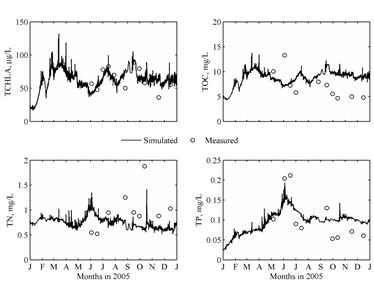 150
100
50
0
TCHLA, µg/L
J F M A M J J A S O N D J
20
15
10
5
0
TOC, mg/L
J F M A M J J A S O N D J
Simulated
Measured
2
1.5
1
0.5
0
TN, mg/L
J F M A M J J A S O N D J
Months in 2005
0.2
0.15
0.1
0.05
0
TP, mg/L
J F M A M J J A S O N D J
Months in 2005